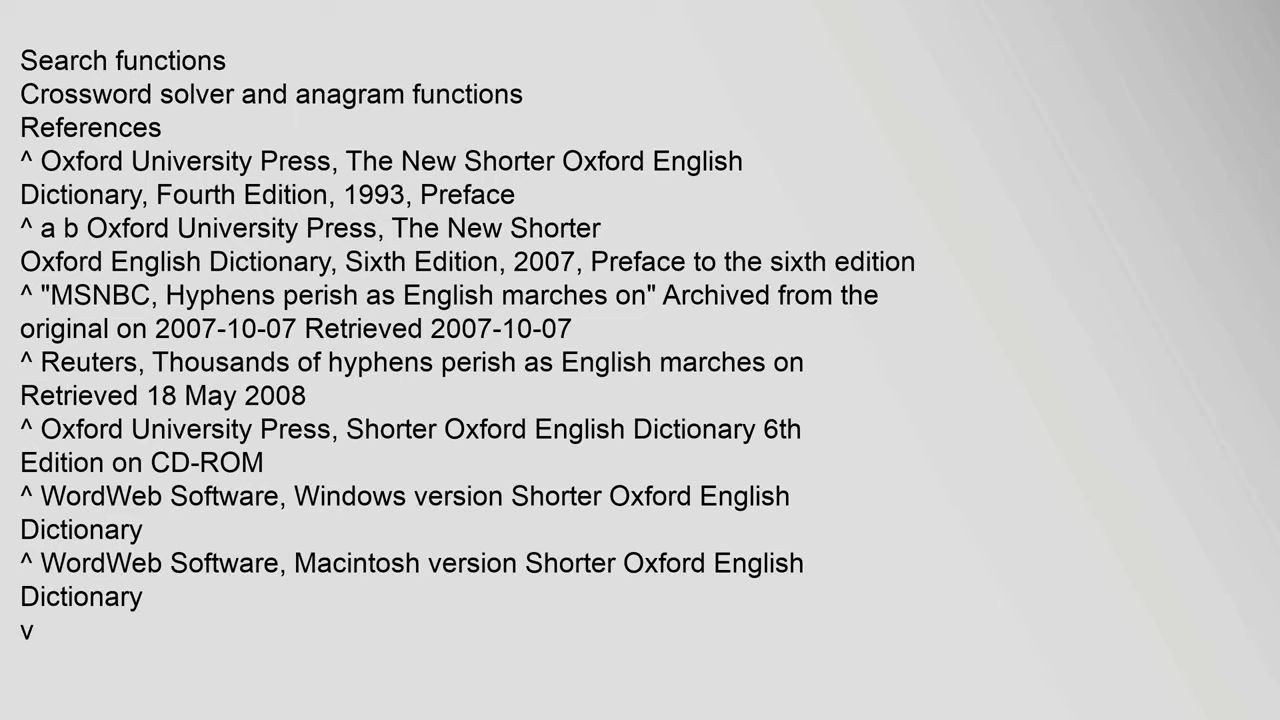 Search functions
Crossword solver and anagram functions
References
^ Oxford University Press, The New Shorter Oxford English
Dictionary, Fourth Edition, 1993, Preface
^ a b Oxford University Press, The New Shorter
Oxford English Dictionary, Sixth Edition, 2007, Preface to the sixth edition
^ "MSNBC, Hyphens perish as English marches on" Archived from the
original on 2007-10-07 Retrieved 2007-10-07
^ Reuters, Thousands of hyphens perish as English marches on
Retrieved 18 May 2008
^ Oxford University Press, Shorter Oxford English Dictionary 6th
Edition on CD-ROM
^ WordWeb Software, Windows version Shorter Oxford English
Dictionary
^ WordWeb Software, Macintosh version Shorter Oxford English
Dictionary
v